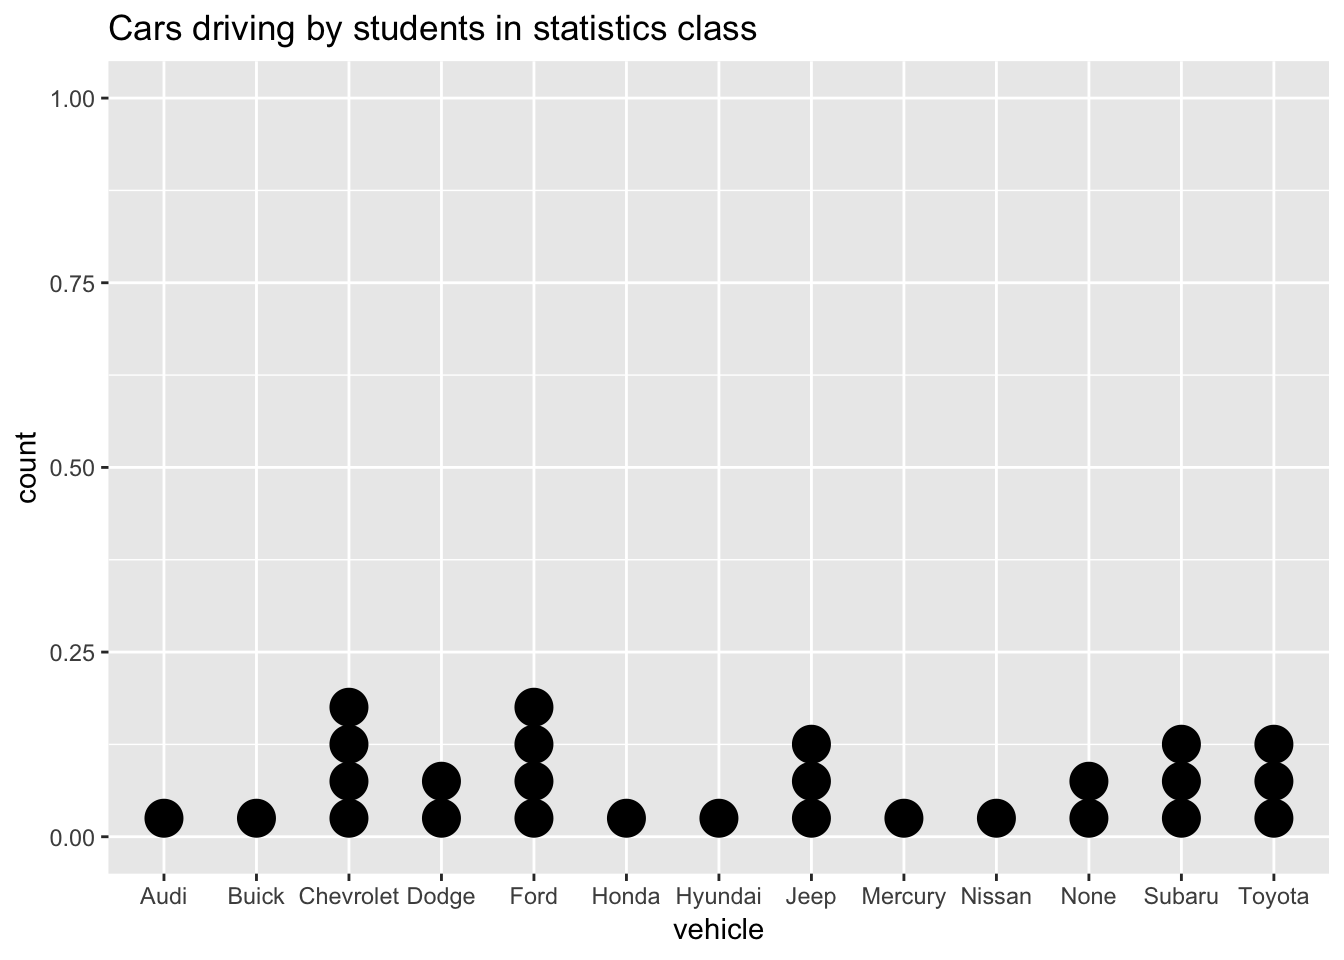 Cars driving by students in statistics class
count
1.00
0.75
0.50
0.25
0.00
Audi Buick Chevrolet Dodge Ford Honda Hyundai Jeep Mercury Nissan None Subaru Toyota
vehicle